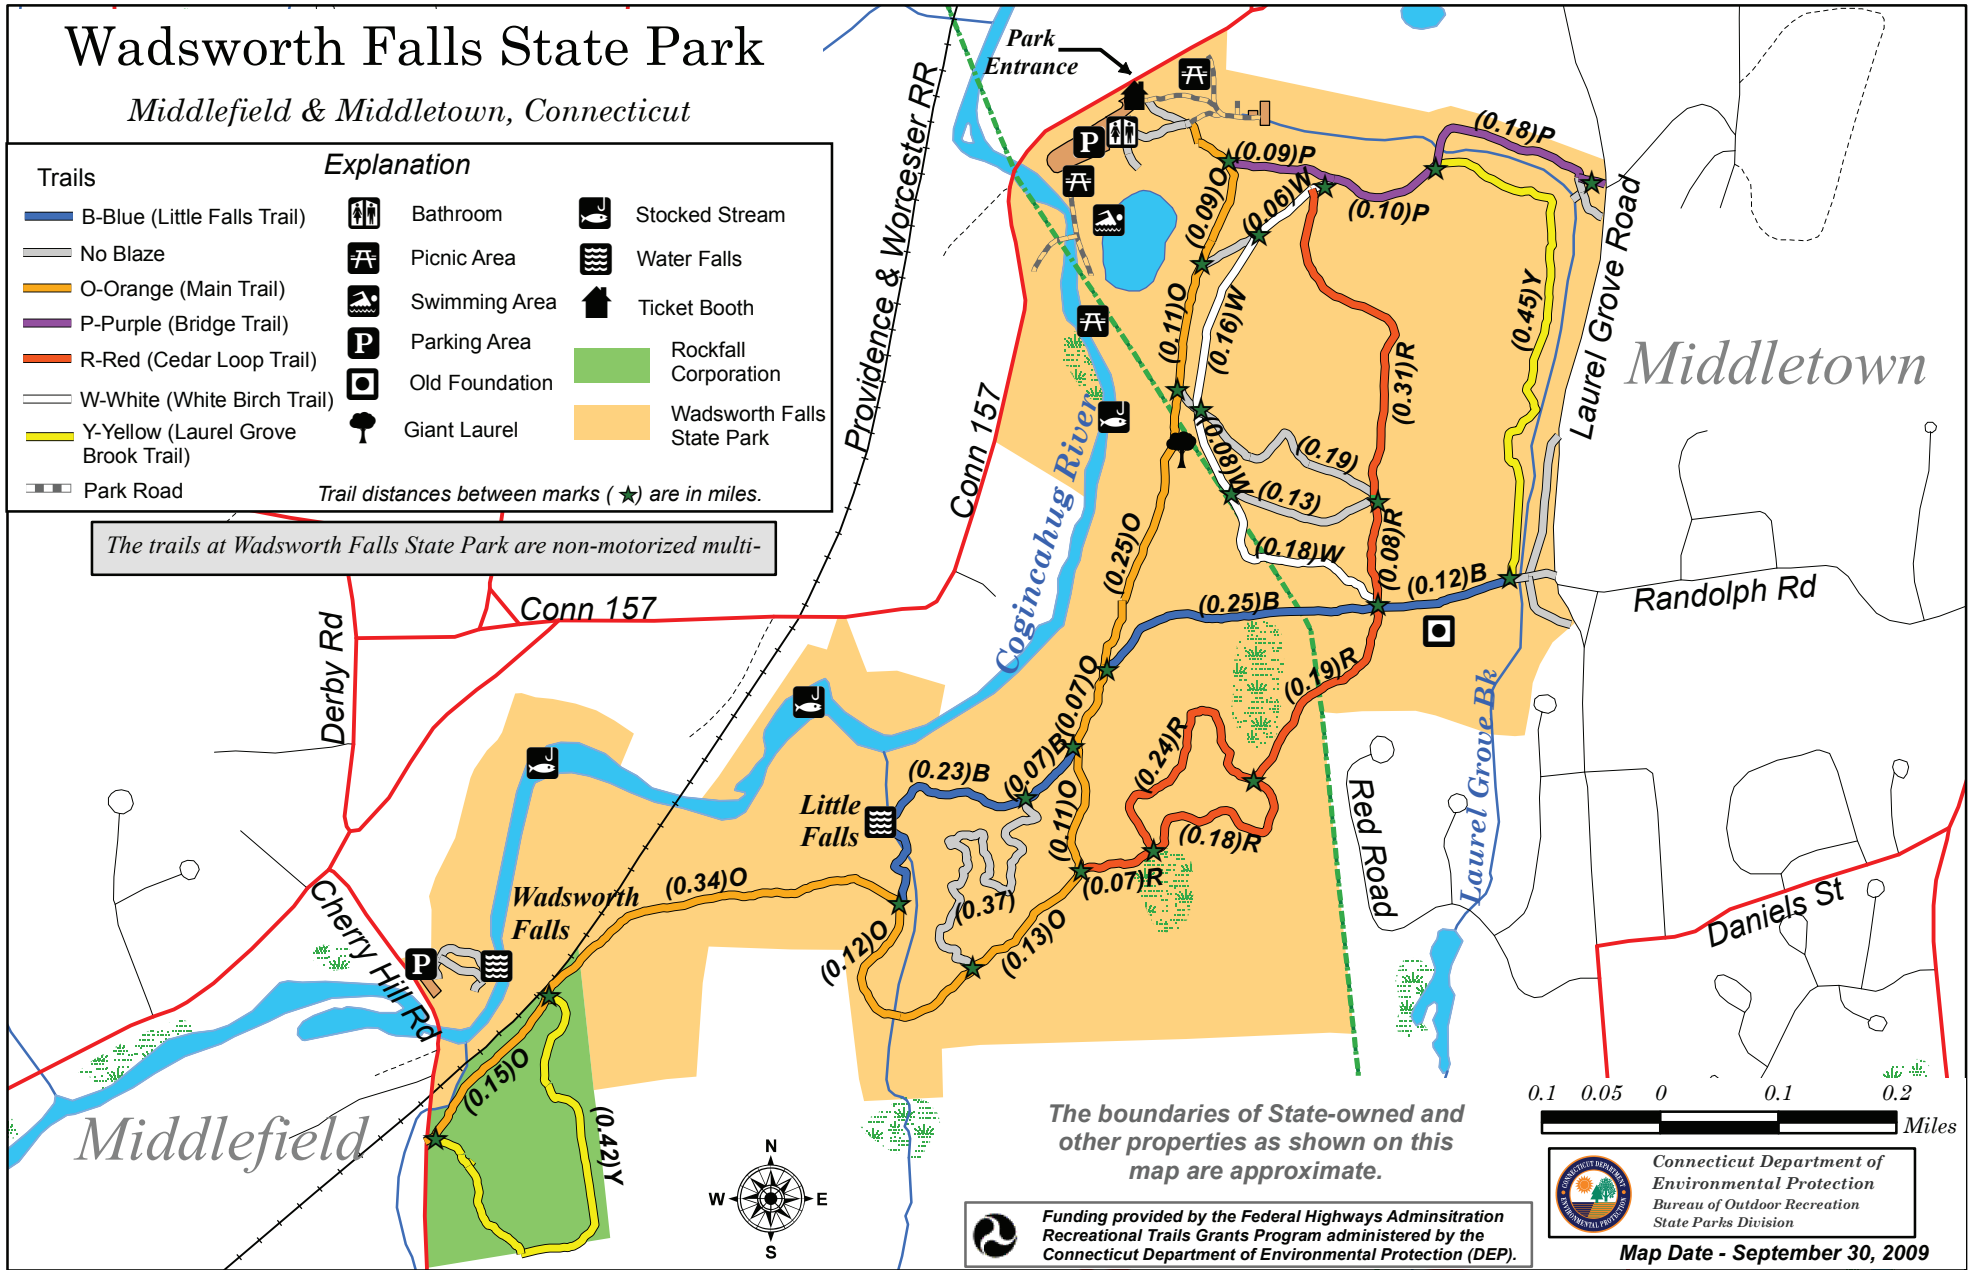 Wadsworth Falls State Park
Middlefield & Middletown, Connecticut
Explanation
Trails
B-Blue (Little Falls Trail)
No Blaze
O-Orange (Main Trail)
P-Purple (Bridge Trail)
R-Red (Cedar Loop Trail)
W-White (White Birch Trail)
Y-Yellow (Laurel Grove
Brook Trail)
Park Road
Bathroom
Picnic Area
Swimming Area
P
Parking Area
Old Foundation
Giant Laurel
Stocked Stream
Water Falls
Ticket Booth
Rockfall
Corporation
Wadsworth Falls
State Park
Trail distances between marks ( ) are in miles.
The trails at Wadsworth Falls State Park are non-motorized multi-
Park
Entrance
P
Providence & Worcester RR
Conn 157
Conn 157
Derby Rd
Cherry Hill Rd
Cogincahug River
Laurel Grove Road
Middletown
Randolph Rd
Red Road
Laurel Grove Bk
Daniels St
Middlefield
Little
Falls
Wadsworth
Falls
P
(0.09)P
(0.18)P
(0.10)P
(0.09)O
(0.06)W
(0.11)O
(0.16)W
(0.31)R
(0.45)Y
(0.08)W
(0.19)
(0.13)
(0.08)R
(0.18)W
(0.25)O
(0.25)B
(0.12)B
(0.07)O
(0.19)R
(0.07)B
(0.23)B
(0.24)R
(0.11)O
(0.18)R
(0.07)R
(0.37)
(0.13)O
(0.34)O
(0.12)O
(0.15)O
(0.42)Y
N
W
E
S
The boundaries of State-owned and
other properties as shown on this
map are approximate.
Funding provided by the Federal Highways Adminsitration
Recreational Trails Grants Program administered by the
Connecticut Department of Environmental Protection (DEP).
0.1 0.05 0 0.1 0.2
Miles
CONNECTICUT DEPARTMENT
ENVIRONMENTAL PROTECTION
Connecticut Department of
Environmental Protection
Bureau of Outdoor Recreation
State Parks Division
Map Date - September 30, 2009